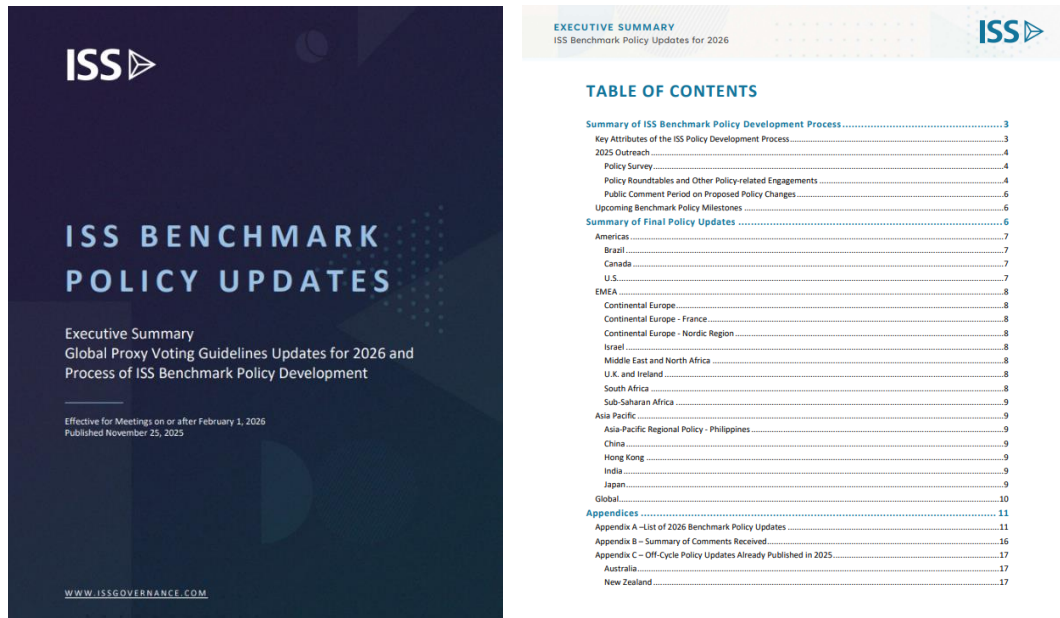 ISS
ISS BENCHMARK
POLICY UPDATES
Executive Summary
Global Proxy Voting Guidelines Updates for 2026 and
Process of ISS Benchmark Policy Development
Effective for Meetings on or after February 1, 2026
Published November 25, 2025
WWW.ISSGOVERNANCE.COM
EXECUTIVE SUMMARY
ISS Benchmark Policy Updates for 2026
ISS
TABLE OF CONTENTS
Summary of ISS Benchmark Policy Development Process 3
Key Attributes of the ISS Policy Development Process 3
2025 Outreach 4
Policy Survey 4
Policy Roundtables and Other Policy-related Engagements 4
Public Comment Period on Proposed Policy Changes 6
Upcoming Benchmark Policy Milestones 6
Summary of Final Policy Updates 6
Americas 7
Brazil 7
Canada 7
U.S. 7
EMEA 8
Continental Europe 8
Continental Europe - France 8
Continental Europe - Nordic Region 8
Israel 8
Middle East and North Africa 8
U.K. and Ireland 8
South Africa 8
Sub-Saharan Africa 9
Asia Pacific 9
Asia-Pacific Regional Policy - Philippines 9
China 9
Hong Kong 9
India 9
Japan 9
Global 10
Appendices 11
Appendix A –List of 2026 Benchmark Policy Updates 11
Appendix B – Summary of Comments Received 16
Appendix C – Off-Cycle Policy Updates Already Published in 2025 17
Australia 17
New Zealand 17